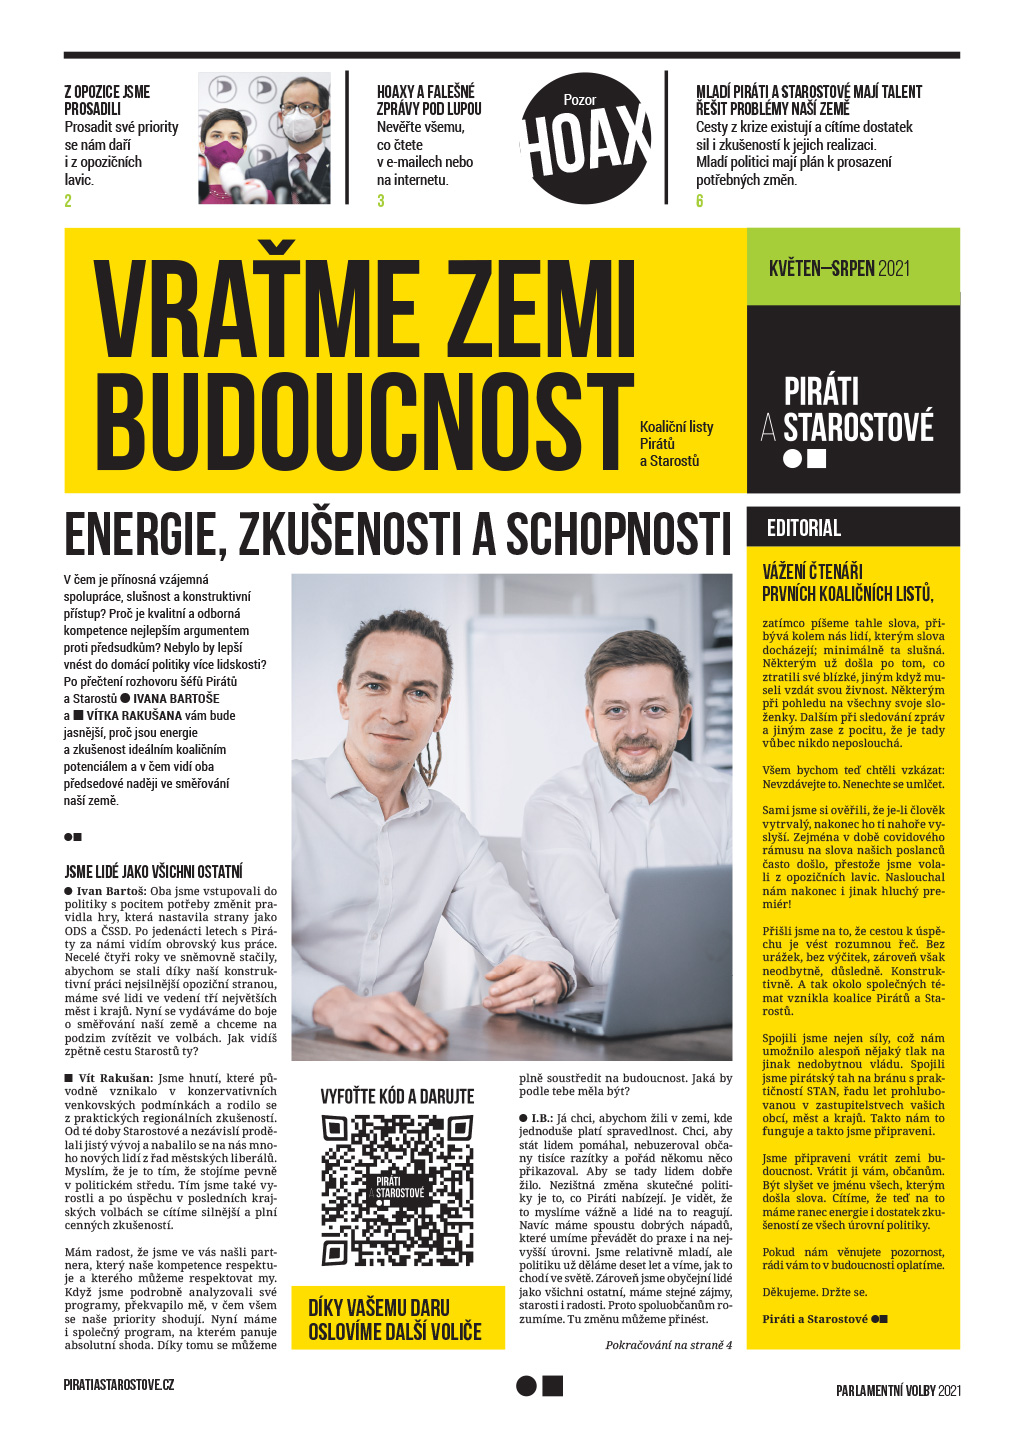 Z OPOZICE JSME
PROSADILI
Prosadit své priority
se nám daří
i z opozičních
lavic.
2
HOAXY A FALEŠNÉ
ZPRÁVY POD LUPOU
Nevěřte všemu,
co čtete
v e-mailech nebo
na internetu.
3
Pozor
HOAX
MLADÍ PIRÁTI A STAROSTOVÉ MAJÍ TALENT
ŘEŠIT PROBLÉMY NAŠÍ ZEMĚ
Cesty z krize existují a cítíme dostatek
sil i zkušeností k jejich realizaci.
Mladí politici mají plán k prosazení
potřebných změn.
6
VRAŤME ZEMI
BUDOUCNOST
Koaliční listy
Pirátů
a Starostů
KVĚTEN–SRPEN 2021
PIRÁTI
A STAROSTOVÉ
ENERGIE, ZKUŠENOSTI A SCHOPNOSTI
V čem je přínosná vzájemná
spolupráce, slušnost a konstruktivní
přístup? Proč je kvalitní a odborná
kompetence nejlepším argumentem
proti předsudkům? Nebylo by lepší
vnést do domácí politiky více lidskosti?
Po přečtení rozhovoru šéfů Pirátů
a Starostů ● IVANA BARTOŠE
a ■ VÍTKA RAKUŠANA vám bude
jasnější, proč jsou energie
a zkušenost ideálním koaličním
potenciálem a v čem vidí oba
předsedové naději ve směřování
naší země.
●■
JSME LIDÉ JAKO VŠICHNI OSTATNÍ
● Ivan Bartoš: Oba jsme vstupovali do
politiky s pocitem potřeby změnit pra-
vidla hry, která nastavila strany jako
ODS a ČSSD. Po jedenácti letech s Pirá-
ty za námi vidím obrovský kus práce.
Necelé čtyři roky ve sněmovně stačily,
abychom se stali díky naší konstruk-
tivní práci nejsilnější opoziční stranou,
máme své lidi ve vedení tří největších
měst i krajů. Nyní se vydáváme do boje
o směřování naší země a chceme na
podzim zvítězit ve volbách. Jak vidíš
zpětně cestu Starostů ty?
■ Vít Rakušan: Jsme hnutí, které pů-
vodně vznikalo v konzervativních
venkovských podmínkách a rodilo se
z praktických regionálních zkušeností.
Od té doby Starostové a nezávislí prodě-
lali jistý vývoj a nabalilo se na nás mno-
ho nových lidí z řad městských liberálů.
Myslím, že je to tím, že stojíme pevně
v politickém středu. Tím jsme také vy-
rostli a po úspěchu v posledních kraj-
ských volbách se cítíme silnější a plní
cenných zkušeností.
Mám radost, že jsme ve vás našli part-
nera, který naše kompetence respektu-
je a kterého můžeme respektovat my.
Když jsme podrobně analyzovali své
programy, překvapilo mě, v čem všem
se naše priority shodují. Nyní máme
i společný program, na kterém panuje
absolutní shoda. Díky tomu se můžeme
VYFOŤTE KÓD A DARUJTE
PIRÁTI
A STAROSTOVÉ
DÍKY VAŠEMU DARU
OSLOVÍME DALŠÍ VOLIČE
plně soustředit na budoucnost. Jaká by
podle tebe měla být?
● I.B.: Já chci, abychom žili v zemi, kde
jednoduše platí spravedlnost. Chci, aby
stát lidem pomáhal, nebuzeroval obča-
ny tisíce razítky a pořád někomu něco
přikazoval. Aby se tady lidem dobře
žilo. Nezištná změna skutečné politi-
ky je to, co Piráti nabízejí. Je vidět, že
to myslíme vážně a lidé na to reagují.
Navíc máme spoustu dobrých nápadů,
které umíme převádět do praxe i na nej-
vyšší úrovni. Jsme relativně mladí, ale
politiku už děláme deset let a víme, jak to
chodí ve světě. Zároveň jsme obyčejní lidé
jako všichni ostatní, máme stejné zájmy,
starosti i radosti. Proto spoluobčanům ro-
zumíme. Tu změnu můžeme přinést.
Pokračování na straně 4
EDITORIAL
VÁŽENÍ ČTENÁŘI
PRVNÍCH KOALIČNÍCH LISTŮ,
zatímco píšeme tahle slova, při-
bývá kolem nás lidí, kterým slova
docházejí; minimálně ta slušná.
Některým už došla po tom, co
ztratili své blízké, jiným když mu-
seli vzdát svou živnost. Některým
při pohledu na všechny svoje slo-
ženky. Dalším při sledování zpráv
a jiným zase z pocitu, že je tady
vůbec nikdo neposlouchá.
Všem bychom teď chtěli vzkázat:
Nevzdávejte to. Nenechte se umlčet.
Sami jsme si ověřili, že je-li člověk
vytrvalý, nakonec ho ti nahoře vy-
slyší. Zejména v době covidového
rámusu na slova našich poslanců
často došlo, přestože jsme vola-
li z opozičních lavic. Naslouchal
nám nakonec i jinak hluchý pre-
miér!
Přišli jsme na to, že cestou k úspě-
chu je vést rozumnou řeč. Bez
urážek, bez výčitek, zároveň však
neodbytně, důsledně. Konstruk-
tivně. A tak okolo společných té-
mat vznikla koalice Pirátů a Sta-
rostů.
Spojili jsme nejen síly, což nám
umožnilo alespoň nějaký tlak na
jinak nedobytnou vládu. Spojili
jsme pirátský tah na bránu s prak-
tičností STAN, řadu let prohlubo-
vanou v zastupitelstvech vašich
obcí, měst a krajů. Takto nám to
funguje a takto jsme připraveni.
Jsme připraveni vrátit zemi bu-
doucnost. Vrátit ji vám, občanům.
Být slyšet ve jménu všech, kterým
došla slova. Cítíme, že teď na to
máme ranec energie i dostatek zku-
šeností ze všech úrovní politiky.
Pokud nám věnujete pozornost,
rádi vám to v budoucnosti oplatíme.
Děkujeme. Držte se.
Piráti a Starostové ●■
PIRATIASTAROSTOVE.CZ
PARLAMENTNÍ VOLBY 2021